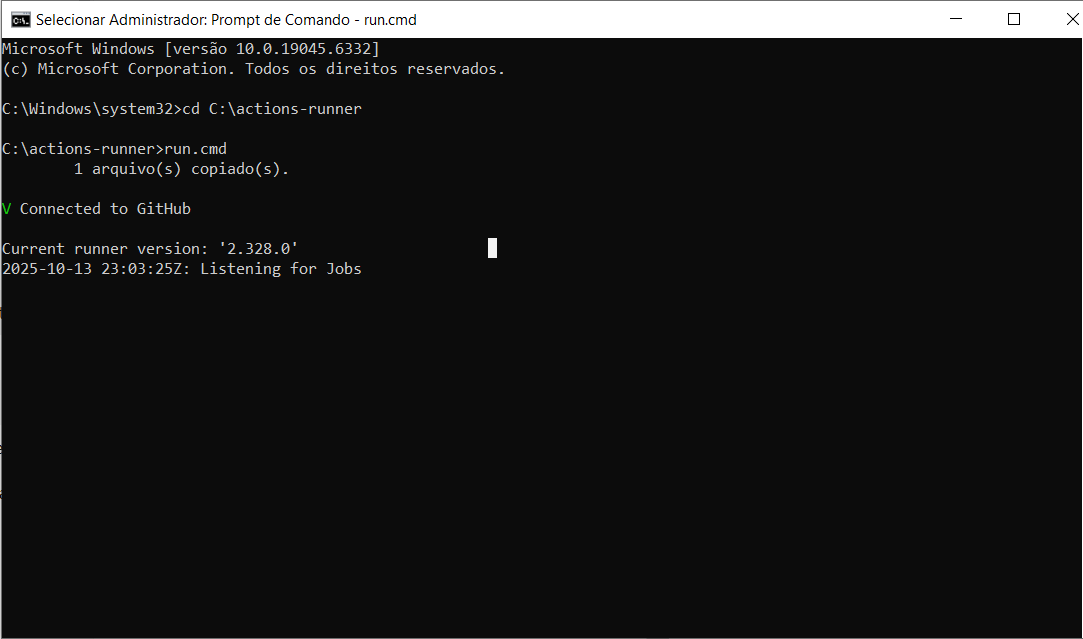 Selecionar Administrador: Prompt de Comando - run.cmd
Microsoft Windows [versão 10.0.19045.6332]
(c) Microsoft Corporation. Todos os direitos reservados.
C:\Windows\system32>cd C:\actions-runner
C:\actions-runner>run.cmd
        1 arquivo(s) copiado(s).
V Connected to GitHub
Current runner version: '2.328.0'
2025-10-13 23:03:25Z: Listening for Jobs